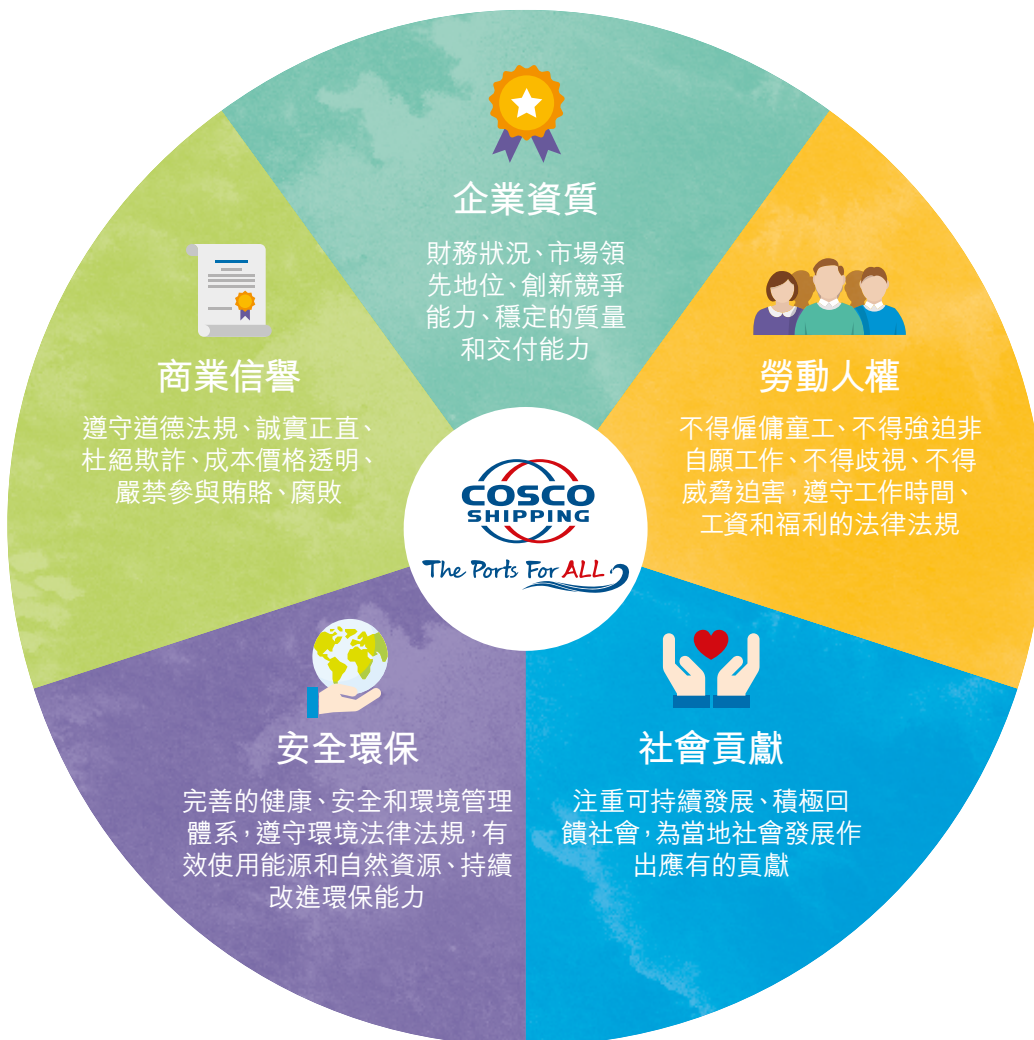 企業資質
財務狀況、市場領
先地位、創新競爭
能力、穩定的質量
和交付能力
商業信譽
遵守道德法規、誠實正直、
杜絕欺詐、成本價格透明、
嚴禁參與賄賂、腐敗
勞動人權
不得僱傭童工、不得強迫非
自願工作、不得歧視、不得
威脅迫害，遵守工作時間、
工資和福利的法律法規
COSCO
SHIPPING
The Ports For ALL
安全環保
完善的健康、安全和環境管理
體系，遵守環境法律法規，有
效使用能源和自然資源、持續
改進環保能力
社會貢獻
注重可持續發展、積極回
饋社會，為當地社會發展作
出應有的貢獻